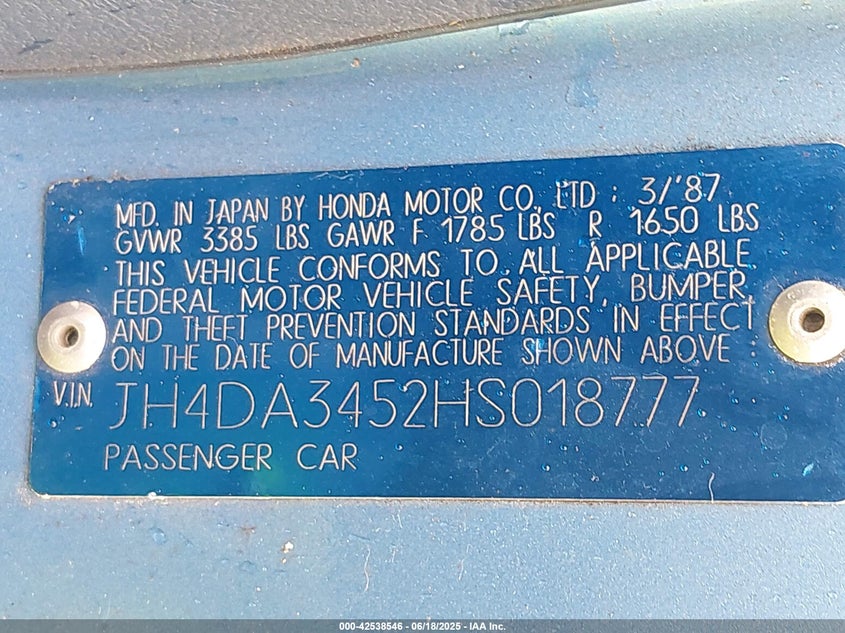 MFD. IN JAPAN BY HONDA MOTOR CO., LTD : 3/'87
GVWR 3385 LBS GAWR F 1785 LBS R 1650 LBS
THIS VEHICLE CONFORMS TO ALL APPLICABLE
FEDERAL MOTOR VEHICLE SAFETY, BUMPER,
AND THEFT PREVENTION STANDARDS IN EFFECT
ON THE DATE OF MANUFACTURE SHOWN ABOVE :
V.I.N. JH4DA3452HS018777
PASSENGER CAR
000-42538546 - 06/18/2025 - IAA Inc.